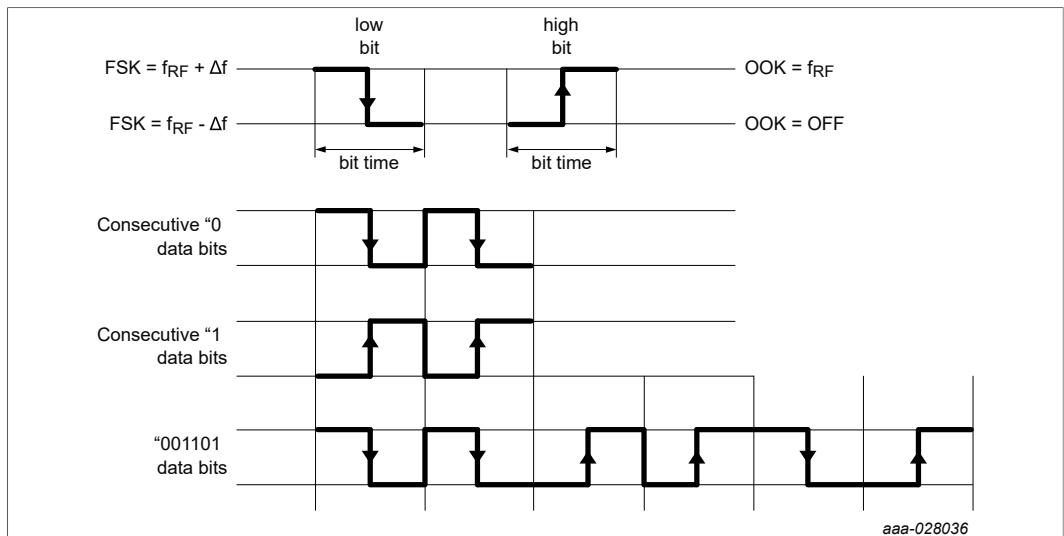 low
bit
high
bit
FSK = fRF + Δf
OOK = fRF
FSK = fRF - Δf
OOK = OFF
bit time
bit time
Consecutive “0
data bits
Consecutive “1
data bits
“001101
data bits
aaa-028036